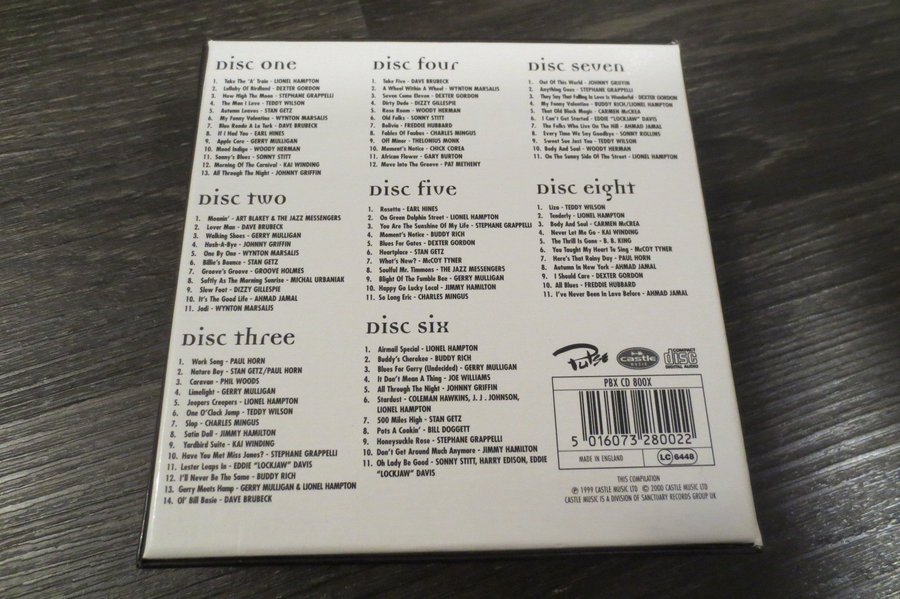 Disc one
1. Take The 'A' Train - LIONEL HAMPTON
2. Lullaby Of Birdland - DEXTER GORDON
3. How High The Moon - STEPHANE GRAPPELLI
4. The Man I Love - TEDDY WILSON
5. Autumn Leaves - STAN GETZ
6. My Fanny Valentine - WYNTON MARSALIS
7. Blue Rondo A La Turk - DAVE BRUBECK
8. If I Had You - EARL HINES
9. Apple Core - GERRY MULLIGAN
10. Mood Indigo - WOODY HERMAN
11. Sonny's Blues - SONNY STITT
12. Morning Of The Carnival - KAI WINDING
13. All Through The Night - JOHNNY GRIFFIN
Disc two
1. Moanin' - ART BLAKEY & THE JAZZ MESSENGERS
2. Lover Man - DAVE BRUBECK
3. Walking Shoes - GERRY MULLIGAN
4. Hush-A-Bye - JOHNNY GRIFFIN
5. One By One - WYNTON MARSALIS
6. Billie's Bounce - STAN GETZ
7. Groove's Groove - GROOVE HOLMES
8. Softly As The Morning Sunrise - MICHAL URBANIAK
9. Slow Foot - DIZZY GILLESPIE
10. It's The Good Life - AHMAD JAMAL
11. Jodi - WYNTON MARSALIS
Disc three
1. Work Song - PAUL HORN
2. Nature Boy - STAN GETZ/PAUL HORN
3. Caravan - PHIL WOODS
4. Limelight - GERRY MULLIGAN
5. Jeepers Creepers - LIONEL HAMPTON
6. One O'Clock Jump - TEDDY WILSON
7. Slop - CHARLES MINGUS
8. Satin Doll - JIMMY HAMILTON
9. Yardbird Suite - KAI WINDING
10. Have You Met Miss Jones? - STEPHANE GRAPPELLI
11. Lester Leaps In - EDDIE "LOCKJAW" DAVIS
12. I'll Never Be The Same - BUDDY RICH
13. Gerry Meets Hamp - GERRY MULLIGAN & LIONEL HAMPTON
14. Ol' Bill Basie - DAVE BRUBECK
Disc four
1. Take Five - DAVE BRUBECK
2. A Wheel Within A Wheel - WYNTON MARSALIS
3. Seven Come Eleven - DEXTER GORDON
4. Dirty Dude - DIZZY GILLESPIE
5. Rose Room - WOODY HERMAN
6. Old Folks - SONNY STITT
7. Bolivia - FREDDIE HUBBARD
8. Fables Of Faubus - CHARLES MINGUS
9. Off Minor - THELONIUS MONK
10. Moment's Notice - CHICK COREA
11. African Flower - GARY BURTON
12. Move Into The Groove - PAT METHENY
Disc five
1. Rosetta - EARL HINES
2. On Green Dolphin Street - LIONEL HAMPTON
3. You Are The Sunshine Of My Life - STEPHANE GRAPPELLI
4. Moment's Notice - BUDDY RICH
5. Blues For Gates - DEXTER GORDON
6. Heartplace - STAN GETZ
7. What's New? - McCOY TYNER
8. Soulful Mr. Timmons - THE JAZZ MESSENGERS
9. Blight Of The Fumble Bee - GERRY MULLIGAN
10. Happy Go Lucky Local - JIMMY HAMILTON
11. So Long Eric - CHARLES MINGUS
Disc six
1. Airmail Special - LIONEL HAMPTON
2. Buddy's Cherokee - BUDDY RICH
3. Blues For Gerry (Undecided) - GERRY MULLIGAN
4. It Don't Mean A Thing - JOE WILLIAMS
5. All Through The Night - JOHNNY GRIFFIN
6. Stardust - COLEMAN HAWKINS, J. J. JOHNSON,
LIONEL HAMPTON
7. 500 Miles High - STAN GETZ
8. Pots A Cookin' - BILL DOGGETT
9. Honeysuckle Rose - STEPHANE GRAPPELLI
10. Don't Get Around Much Anymore - JIMMY HAMILTON
11. Oh Lady Be Good - SONNY STITT, HARRY EDISON, EDDIE
"LOCKJAW" DAVIS
Disc seven
1. Out Of This World - JOHNNY GRIFFIN
2. Anything Goes - STEPHANE GRAPPELLI
3. They Say That Falling In Love Is Wonderful - DEXTER GORDON
4. My Fanny Valentine - BUDDY RICH/LIONEL HAMPTON
5. That Old Black Magic - CARMEN McCREA
6. I Can't Get Started - EDDIE "LOCKJAW" DAVIS
7. The Folks Who Live On The Hill - AHMAD JAMAL
8. Every Time We Say Goodbye - SONNY ROLLINS
9. Sweet Sue Just You - TEDDY WILSON
10. Body And Soul - WOODY HERMAN
11. On The Sunny Side Of The Street - LIONEL HAMPTON
Disc eight
1. Liza - TEDDY WILSON
2. Tenderly - LIONEL HAMPTON
3. Body And Soul - CARMEN McCREA
4. Never Let Me Go - KAI WINDING
5. The Thrill Is Gone - B. B. KING
6. You Taught My Heart To Sing - McCOY TYNER
7. Here's That Rainy Day - PAUL HORN
8. Autumn In New York - AHMAD JAMAL
9. I Should Care - DEXTER GORDON
10. All Blues - FREDDIE HUBBARD
11. I've Never Been In Love Before - AHMAD JAMAL
Pulse
castle
MUSIC
COMPACT
disc
DIGITAL AUDIO
PBX CD 800X
5 016073 280022
MADE IN ENGLAND
LC 6448
THIS COMPILATION
℗ 1999 CASTLE MUSIC LTD © 2000 CASTLE MUSIC LTD
CASTLE MUSIC IS A DIVISION OF SANCTUARY RECORDS GROUP UK